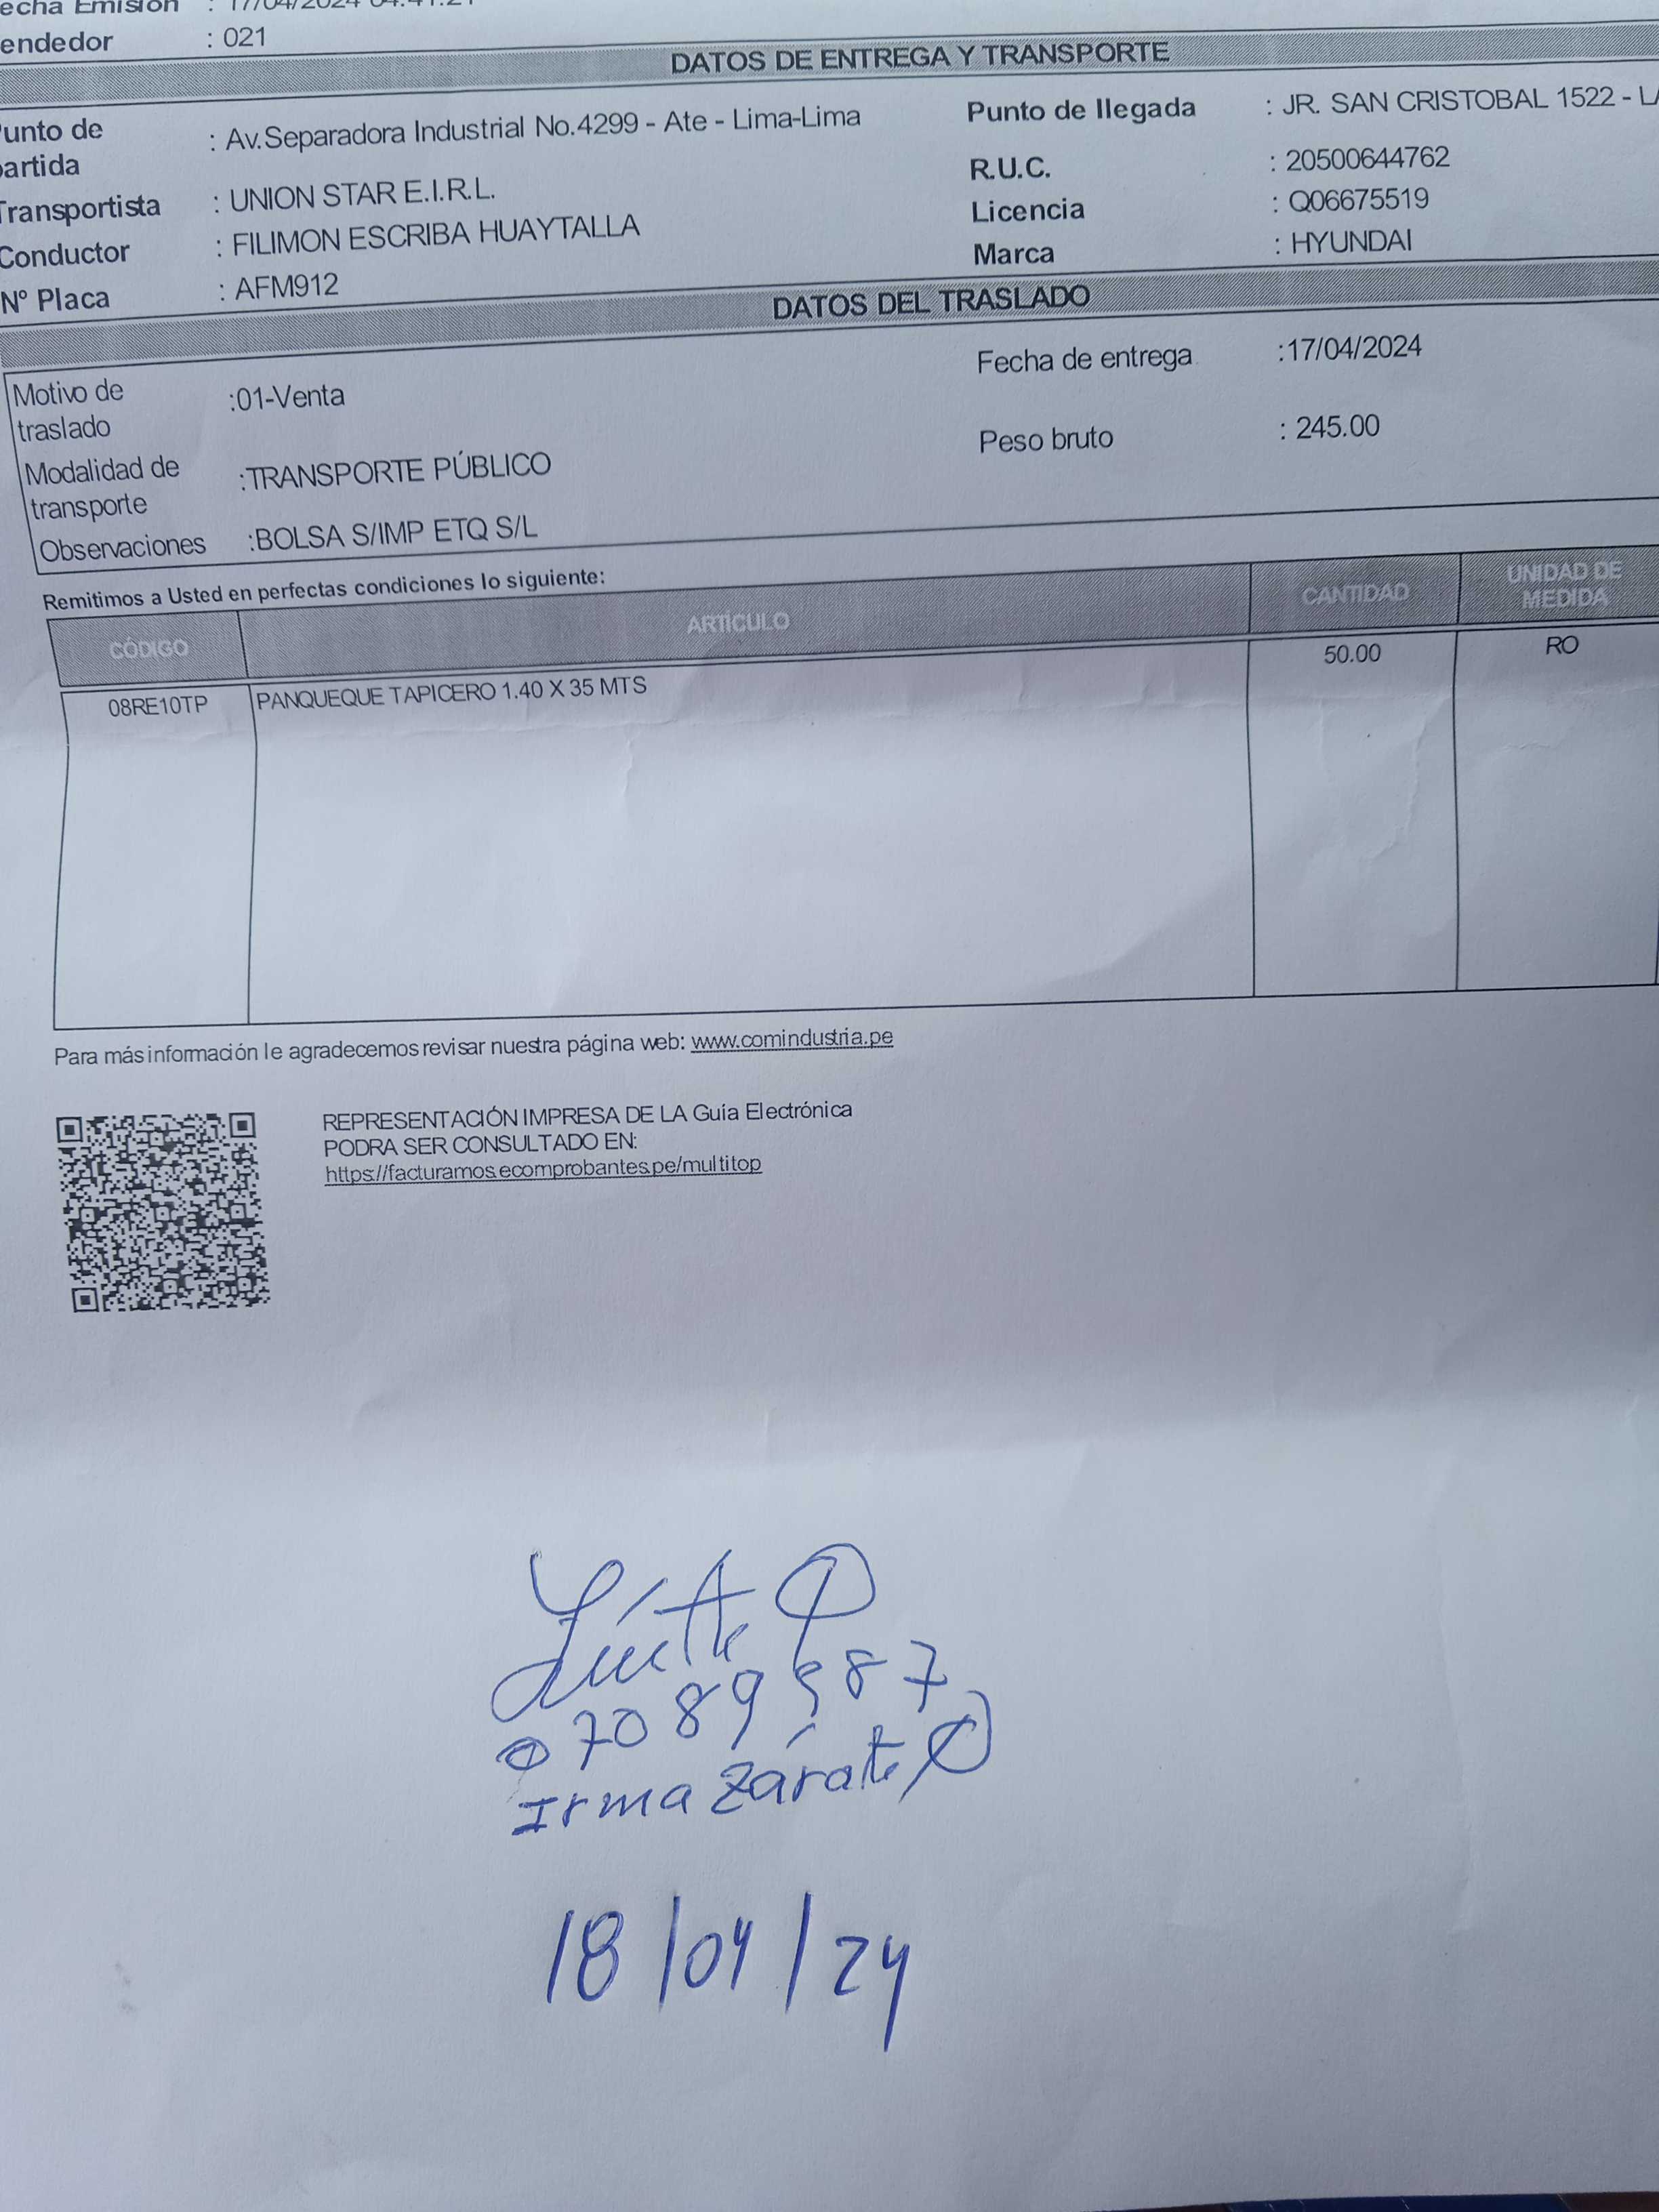 echa Emisión : 17/04/2024
endedor : 021
DATOS DE ENTREGA Y TRANSPORTE
unto de partida : Av.Separadora Industrial No.4299 - Ate - Lima-Lima
Punto de llegada : JR. SAN CRISTOBAL 1522 - LA
Transportista : UNION STAR E.I.R.L.
R.U.C. : 20500644762
Conductor : FILIMON ESCRIBA HUAYTALLA
Licencia : Q06675519
Nº Placa : AFM912
Marca : HYUNDAI
DATOS DEL TRASLADO
Motivo de traslado :01-Venta
Fecha de entrega :17/04/2024
Modalidad de transporte :TRANSPORTE PÚBLICO
Peso bruto : 245.00
Observaciones :BOLSA S/IMP ETQ S/L
Remitimos a Usted en perfectas condiciones lo siguiente:
CÓDIGO ARTÍCULO CANTIDAD UNIDAD DE MEDIDA
08RE10TP PANQUEQUE TAPICERO 1.40 X 35 MTS 50.00 RO
Para más información le agradecemos revisar nuestra página web: www.comindustria.pe
REPRESENTACIÓN IMPRESA DE LA Guía Electrónica
PODRA SER CONSULTADO EN:
https://facturamos.ecomprobantes.pe/multitop
Irma Zárate
18/04/24